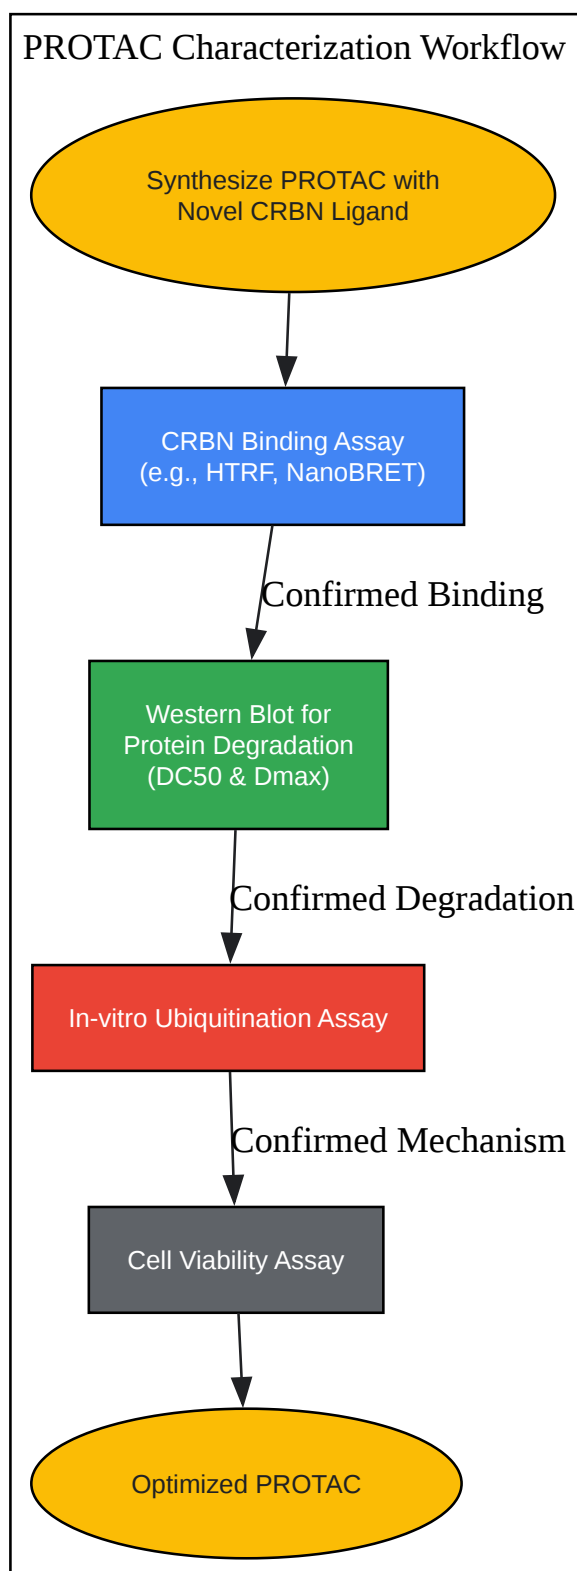 PROTAC Characterization Workflow
Synthesize PROTAC with
Novel CRBN Ligand
CRBN Binding Assay
(e.g., HTRF, NanoBRET)
Confirmed Binding
Western Blot for
Protein Degradation
(DC50 & Dmax)
Confirmed Degradation
In-vitro Ubiquitination Assay
Confirmed Mechanism
Cell Viability Assay
Optimized PROTAC